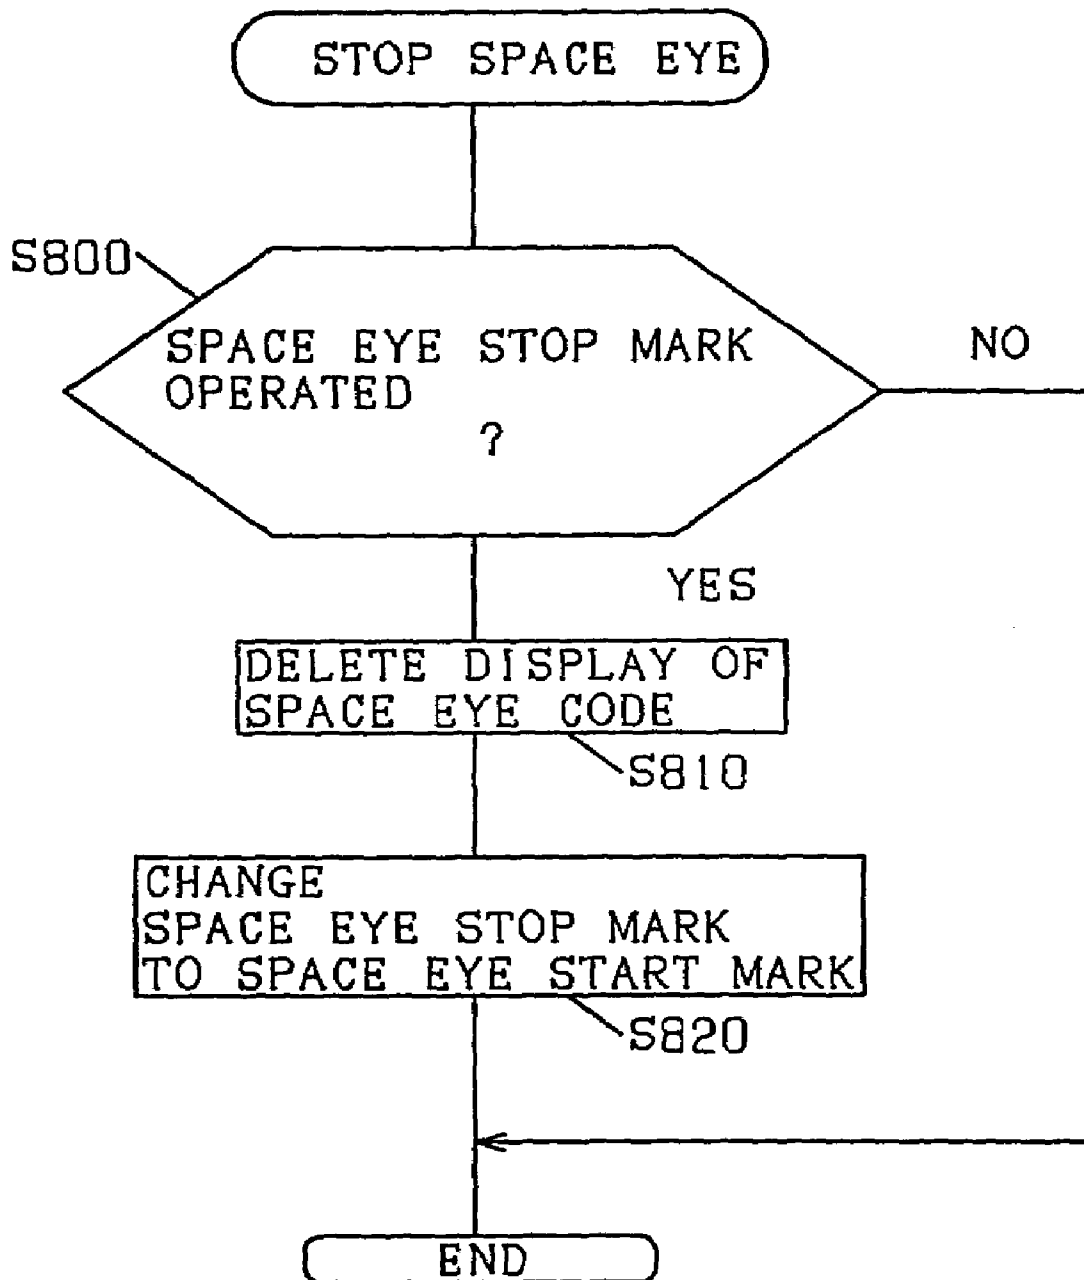 STOP SPACE EYE
S800
SPACE EYE STOP MARK
OPERATED
?
NO
YES
DELETE DISPLAY OF
SPACE EYE CODE
S810
CHANGE
SPACE EYE STOP MARK
TO SPACE EYE START MARK
S820
END